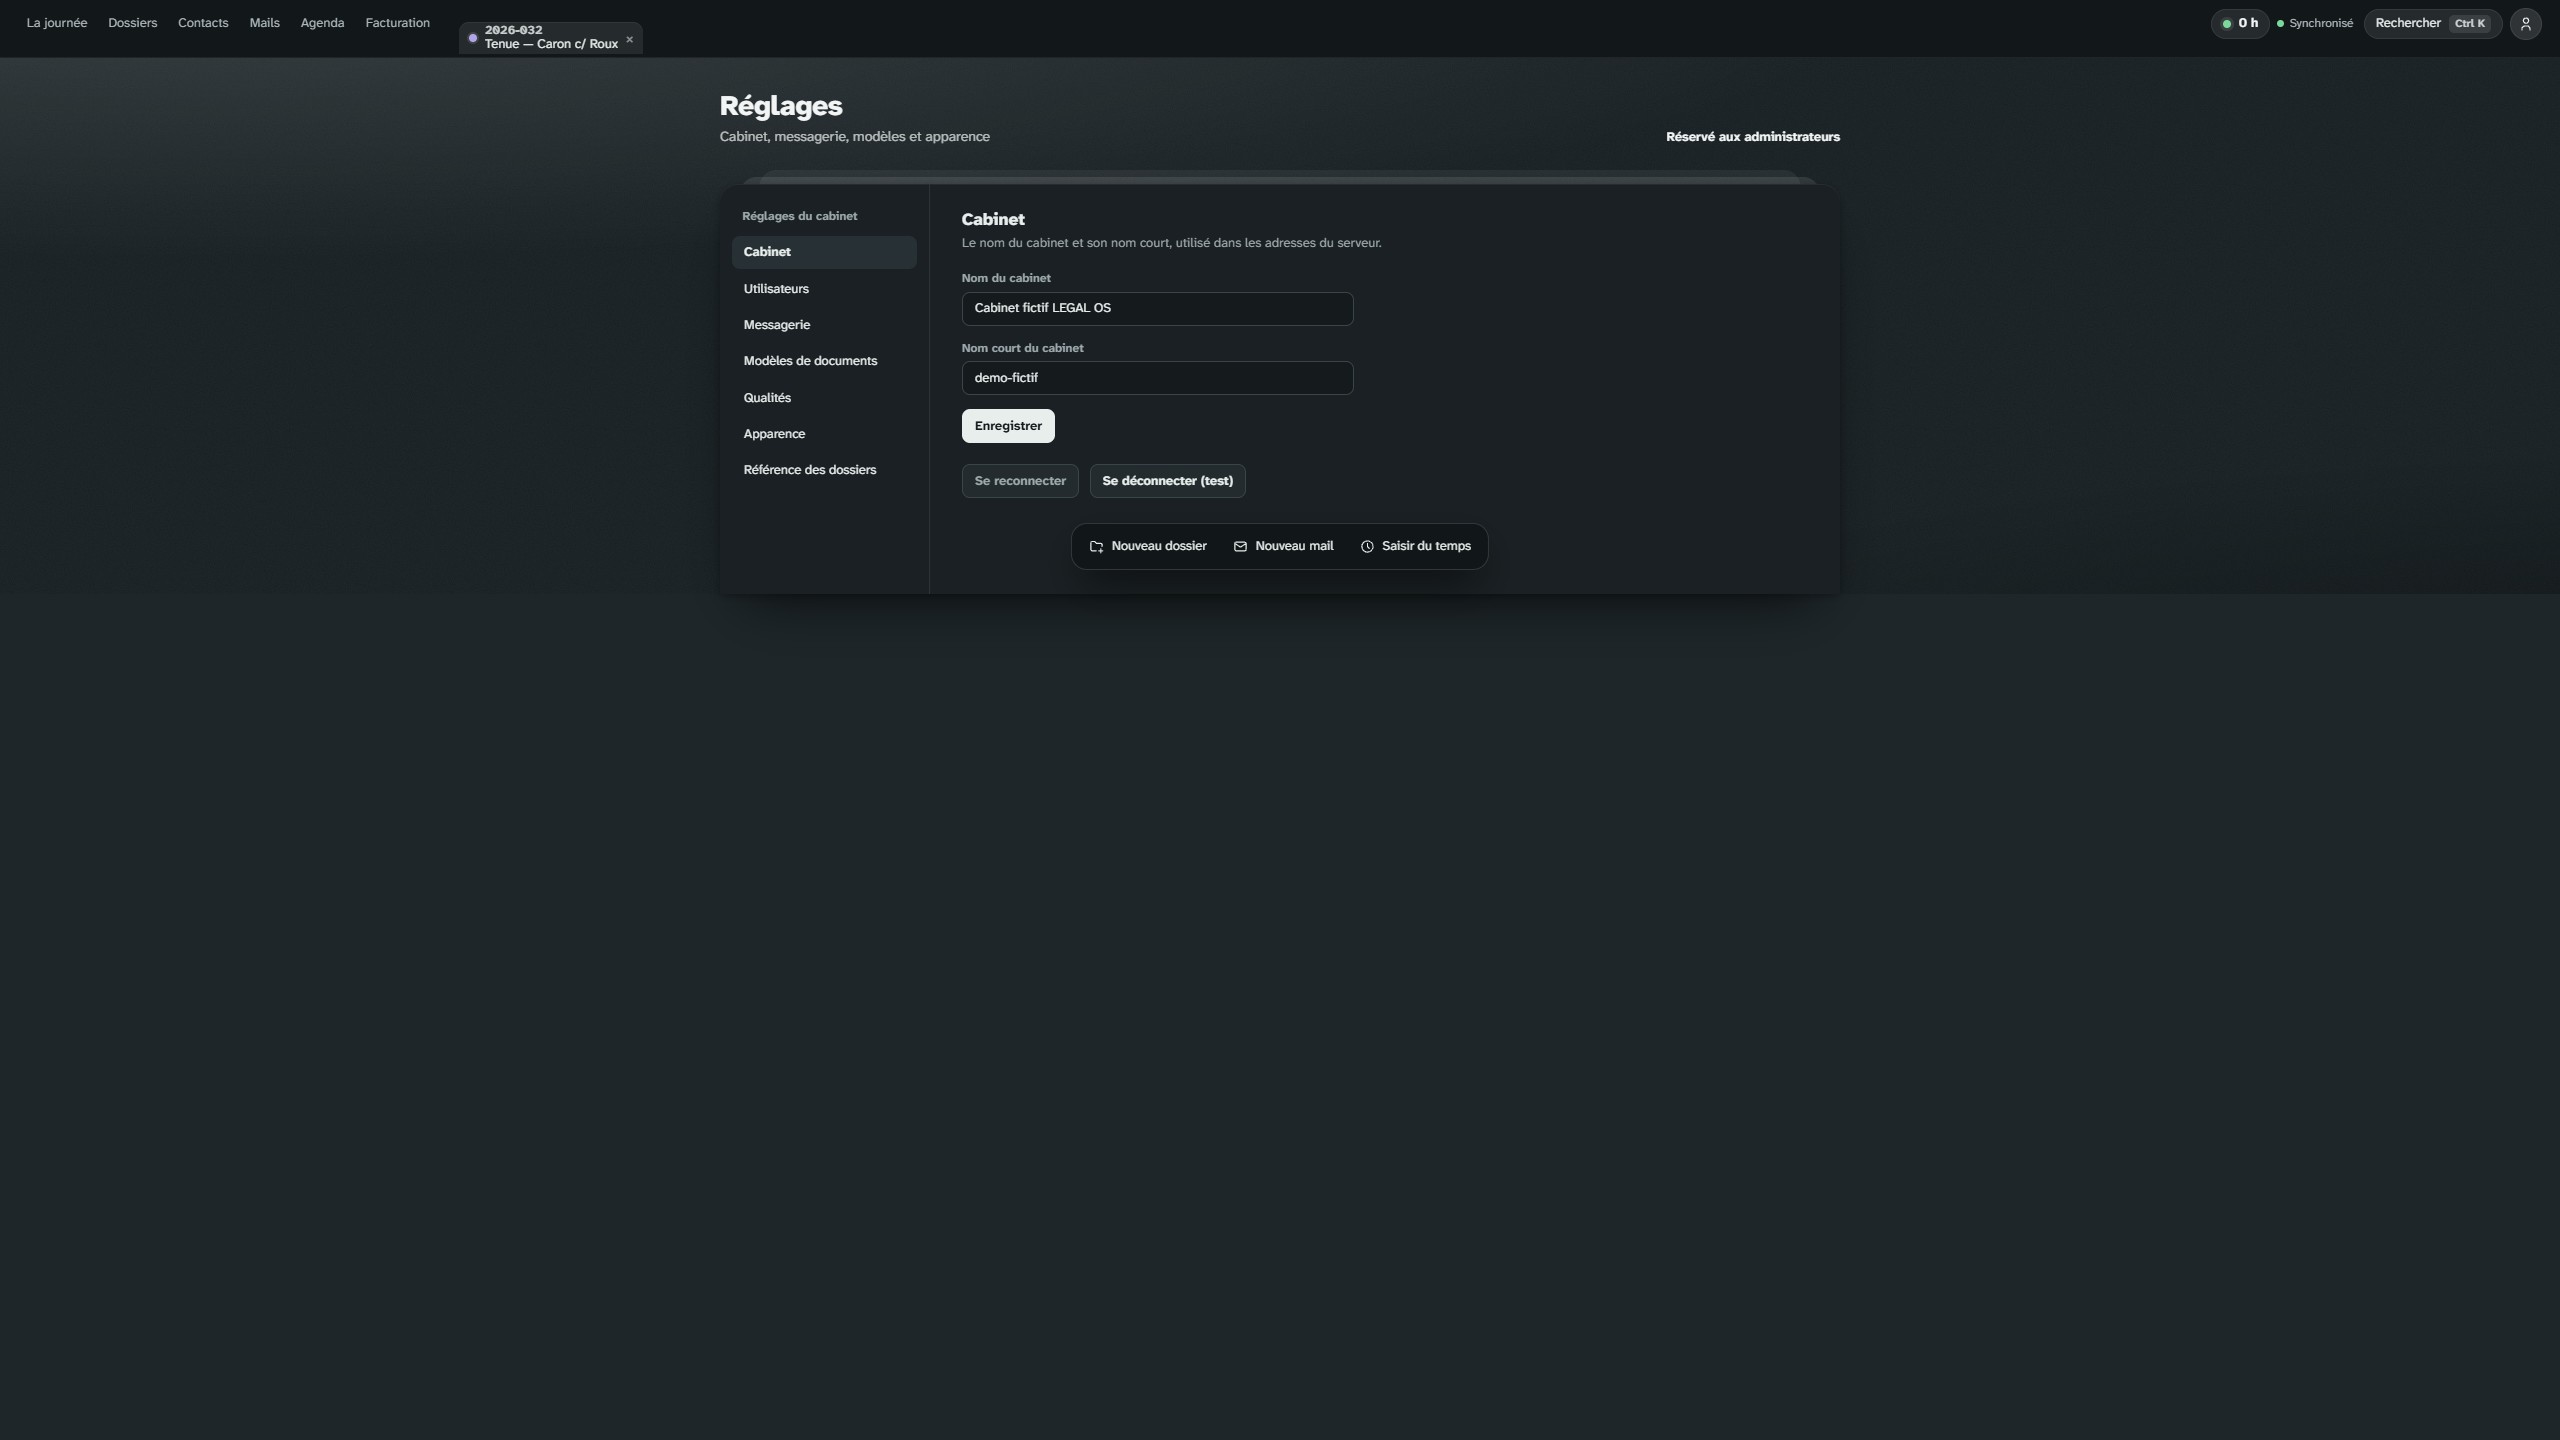 La journée Dossiers Contacts Mails Agenda Facturation
2026-032
Tenue — Caron c/ Roux ×
0 h Synchronisé Rechercher Ctrl K
Réglages
Cabinet, messagerie, modèles et apparence
Réservé aux administrateurs
Réglages du cabinet
Cabinet
Utilisateurs
Messagerie
Modèles de documents
Qualités
Apparence
Référence des dossiers
Cabinet
Le nom du cabinet et son nom court, utilisé dans les adresses du serveur.
Nom du cabinet
Cabinet fictif LEGAL OS
Nom court du cabinet
demo-fictif
Enregistrer
Se reconnecter Se déconnecter (test)
Nouveau dossier Nouveau mail Saisir du temps